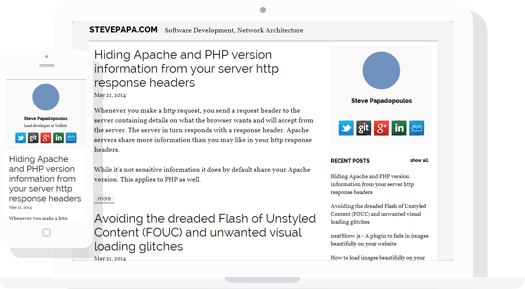 STEVEPAPA.COM Software Development, Network Architecture
Hiding Apache and PHP version
information from your server http
response headers
May 21, 2014
Whenever you make a http request, you send a request header to the
server containing details on what the browser wants and will accept from
the server. The server in turn responds with a response header. Apache
servers share more information than you may like in your http response
headers.
While it's not sensitive information it does by default share your Apache
version. This applies to PHP as well.
more
Avoiding the dreaded Flash of Unstyled
Content (FOUC) and unwanted visual
loading glitches
May 21, 2014
Steve Papadopoulos
git
g+
in
RECENT POSTS show all
Hiding Apache and PHP version
information from your server http
response headers
Avoiding the dreaded Flash of Unstyled
Content (FOUC) and unwanted visual
loading glitches
neatShow.js - A plugin to fade in images
beautifully on your website
How to load images beautifully on your
Steve Papadopoulos
Lead developer at
git
g+
in
Hiding Apache
and PHP version
information from
your server http
response headers
May 21, 2014
Whenever you make a http